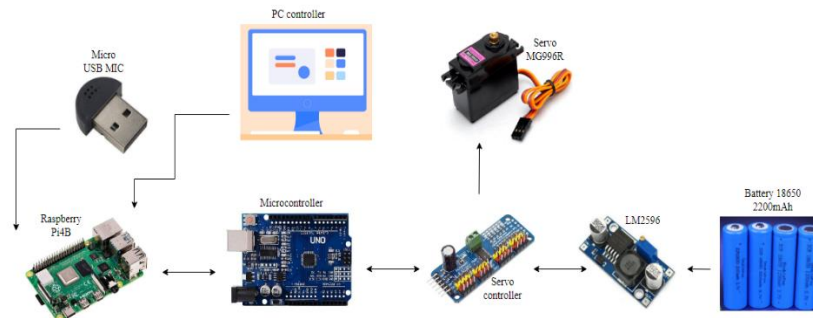 PC controller
Micro
USB MIC
Servo
MG996R
Raspberry
Pi4B
Microcontroller
UNO
Servo
controller
LM2596
Battery 18650
2200mAh